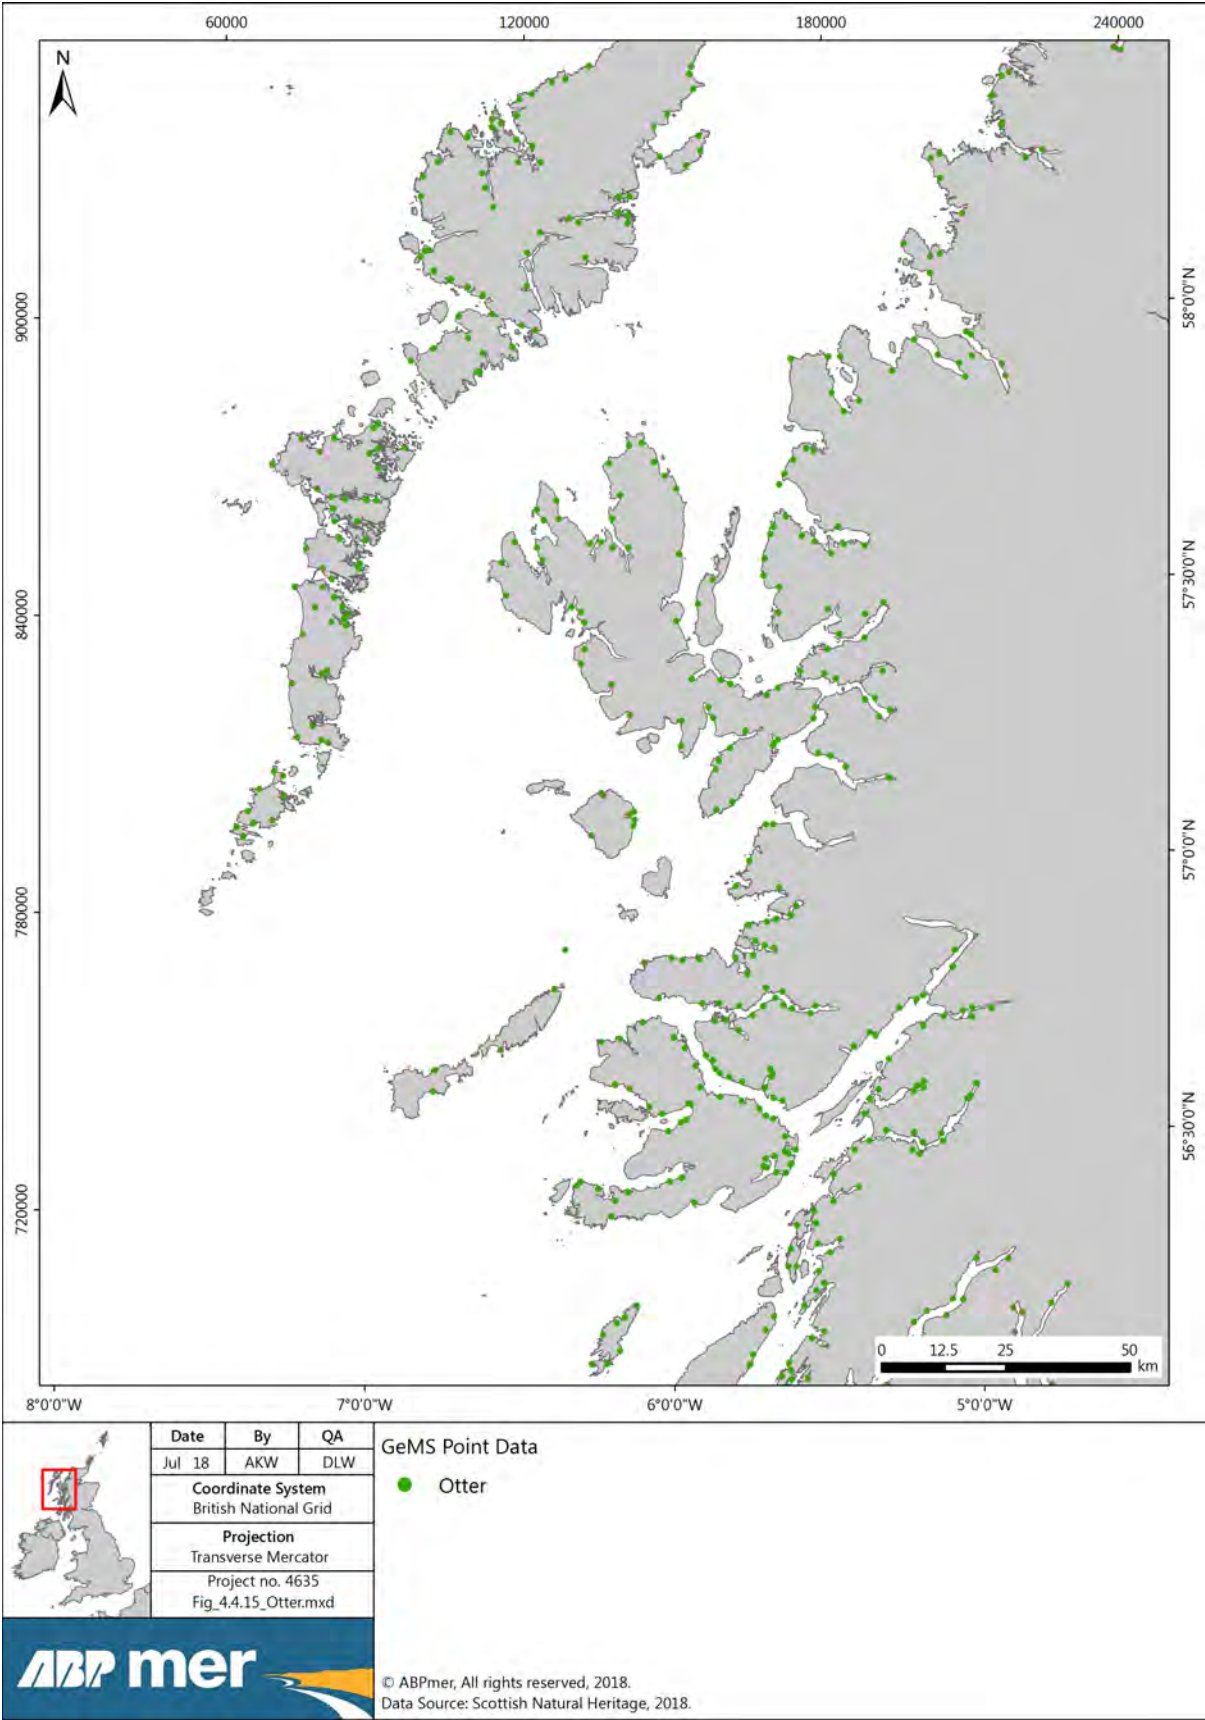 60000 120000 180000 240000
N
900000
840000
780000
720000
58°0'0"N
57°30'0"N
57°0'0"N
56°30'0"N
0 12.5 25 50
km
8°0'0"W 7°0'0"W 6°0'0"W 5°0'0"W
Date By QA
Jul 18 AKW DLW
Coordinate System
British National Grid
Projection
Transverse Mercator
Project no. 4635
Fig_4.4.15_Otter.mxd
ABP mer
GeMS Point Data
Otter
© ABPmer, All rights reserved, 2018.
Data Source: Scottish Natural Heritage, 2018.